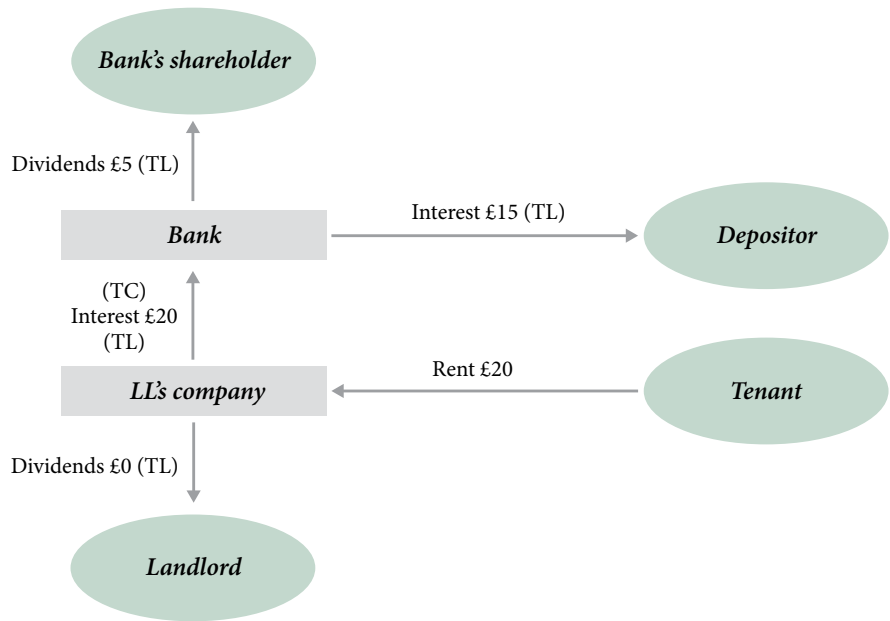 Bank’s shareholder
Dividends £5 (TL)
Bank
Interest £15 (TL)
Depositor
(TC)
Interest £20
(TL)
LL’s company
Rent £20
Tenant
Dividends £0 (TL)
Landlord